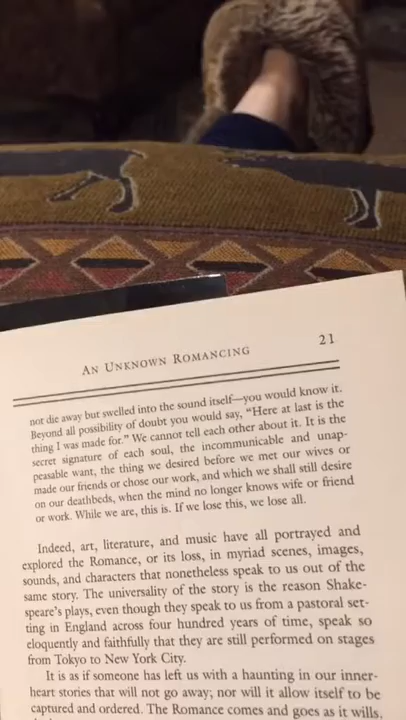 An Unknown Romancing 21
not die away but swelled into the sound itself—you would know it.
Beyond all possibility of doubt you would say, “Here at last is the
thing I was made for.” We cannot tell each other about it. It is the
secret signature of each soul, the incommunicable and unap-
peasable want, the thing we desired before we met our wives or
made our friends or chose our work, and which we shall still desire
on our deathbeds, when the mind no longer knows wife or friend
or work. While we are, this is. If we lose this, we lose all.
Indeed, art, literature, and music have all portrayed and
explored the Romance, or its loss, in myriad scenes, images,
sounds, and characters that nonetheless speak to us out of the
same story. The universality of the story is the reason Shake-
speare's plays, even though they speak to us from a pastoral set-
ting in England across four hundred years of time, speak so
eloquently and faithfully that they are still performed on stages
from Tokyo to New York City.
It is as if someone has left us with a haunting in our inner-
heart stories that will not go away; nor will it allow itself to be
captured and ordered. The Romance comes and goes as it wills,